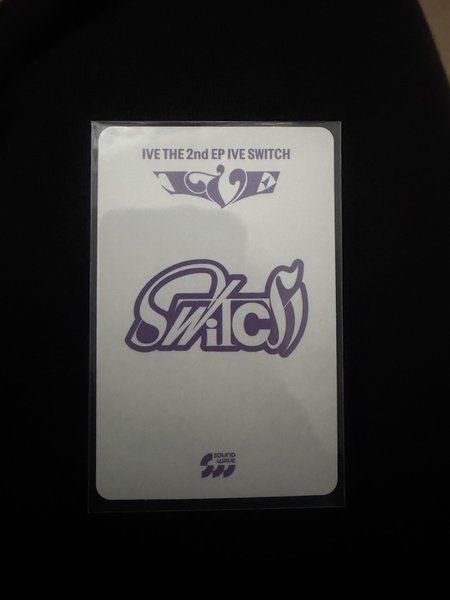 IVE THE 2nd EP IVE SWITCH
IVE
Switch
SOUND
WAVE